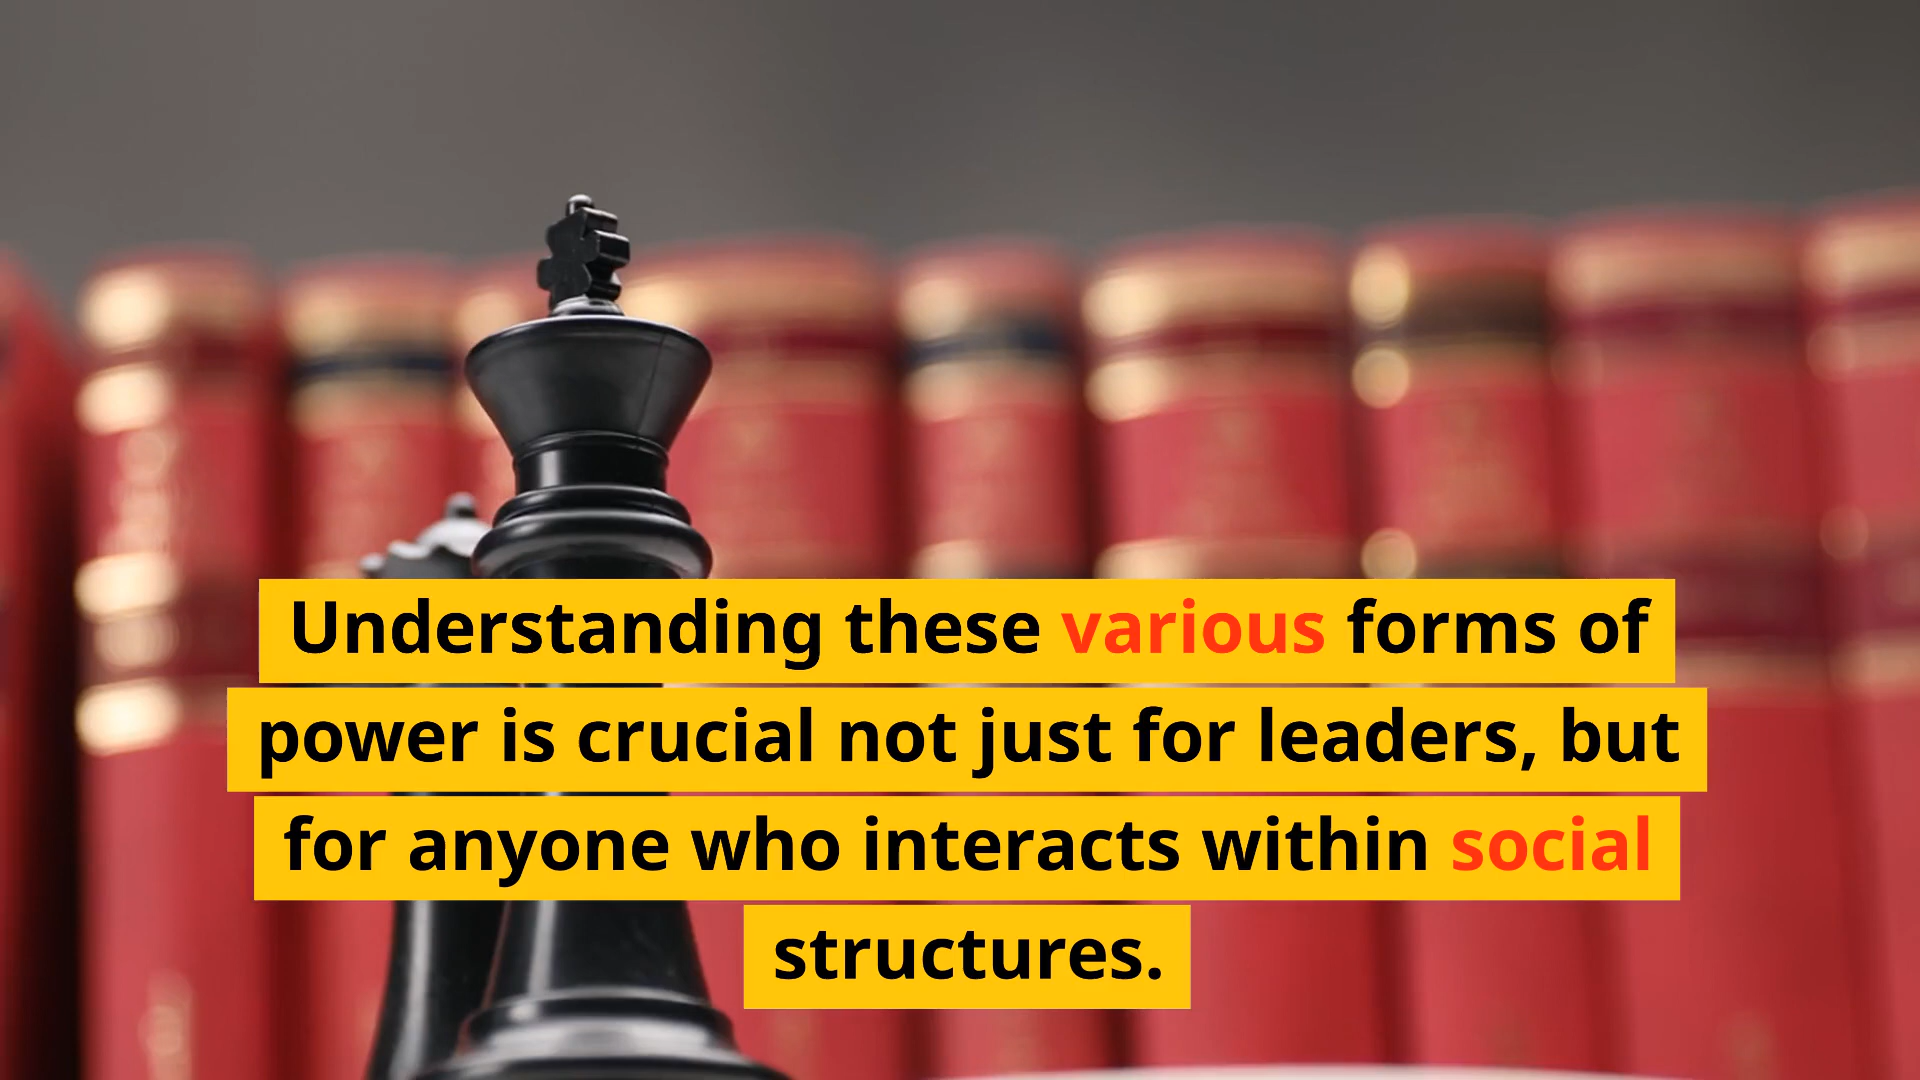 Understanding these various forms of
power is crucial not just for leaders, but
for anyone who interacts within social
structures.